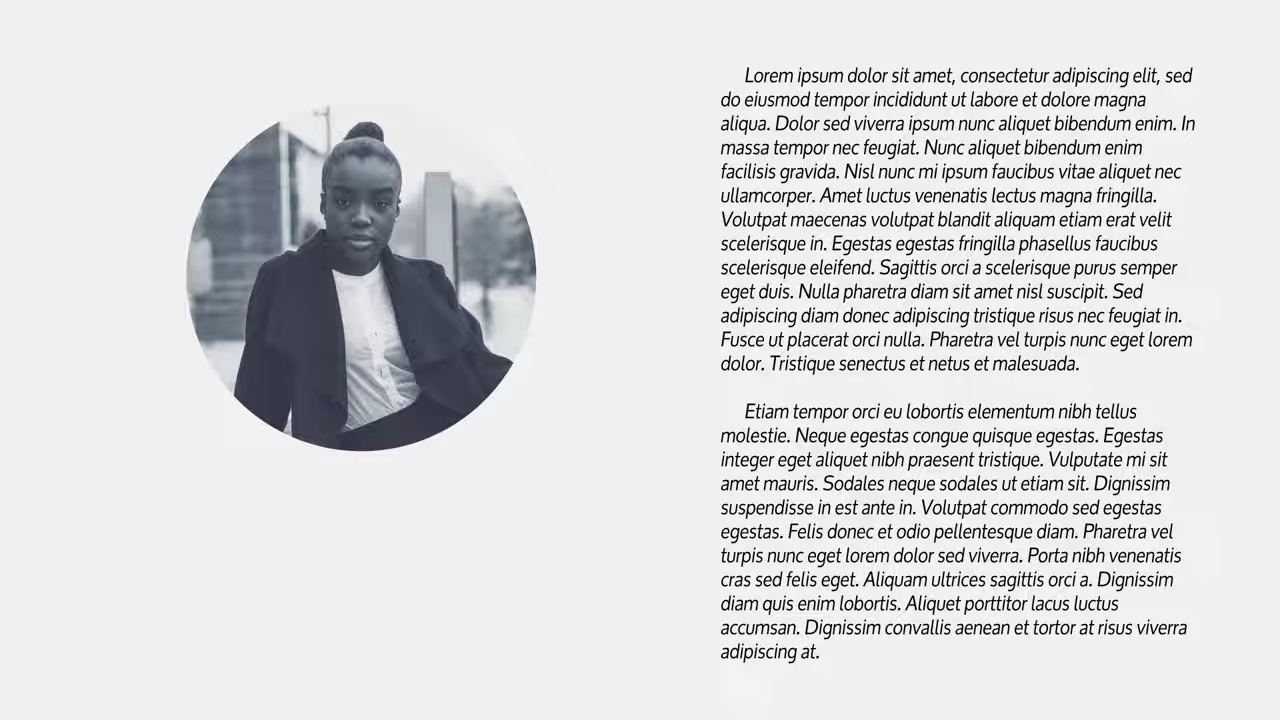 Lorem ipsum dolor sit amet, consectetur adipiscing elit, sed
do eiusmod tempor incididunt ut labore et dolore magna
aliqua. Dolor sed viverra ipsum nunc aliquet bibendum enim. In
massa tempor nec feugiat. Nunc aliquet bibendum enim
facilisis gravida. Nisl nunc mi ipsum faucibus vitae aliquet nec
ullamcorper. Amet luctus venenatis lectus magna fringilla.
Volutpat maecenas volutpat blandit aliquam etiam erat velit
scelerisque in. Egestas egestas fringilla phasellus faucibus
scelerisque eleifend. Sagittis orci a scelerisque purus semper
eget duis. Nulla pharetra diam sit amet nisl suscipit. Sed
adipiscing diam donec adipiscing tristique risus nec feugiat in.
Fusce ut placerat orci nulla. Pharetra vel turpis nunc eget lorem
dolor. Tristique senectus et netus et malesuada.
Etiam tempor orci eu lobortis elementum nibh tellus
molestie. Neque egestas congue quisque egestas. Egestas
integer eget aliquet nibh praesent tristique. Vulputate mi sit
amet mauris. Sodales neque sodales ut etiam sit. Dignissim
suspendisse in est ante in. Volutpat commodo sed egestas
egestas. Felis donec et odio pellentesque diam. Pharetra vel
turpis nunc eget lorem dolor sed viverra. Porta nibh venenatis
cras sed felis eget. Aliquam ultrices sagittis orci a. Dignissim
diam quis enim lobortis. Aliquet porttitor lacus luctus
accumsan. Dignissim convallis aenean et tortor at risus viverra
adipiscing at.